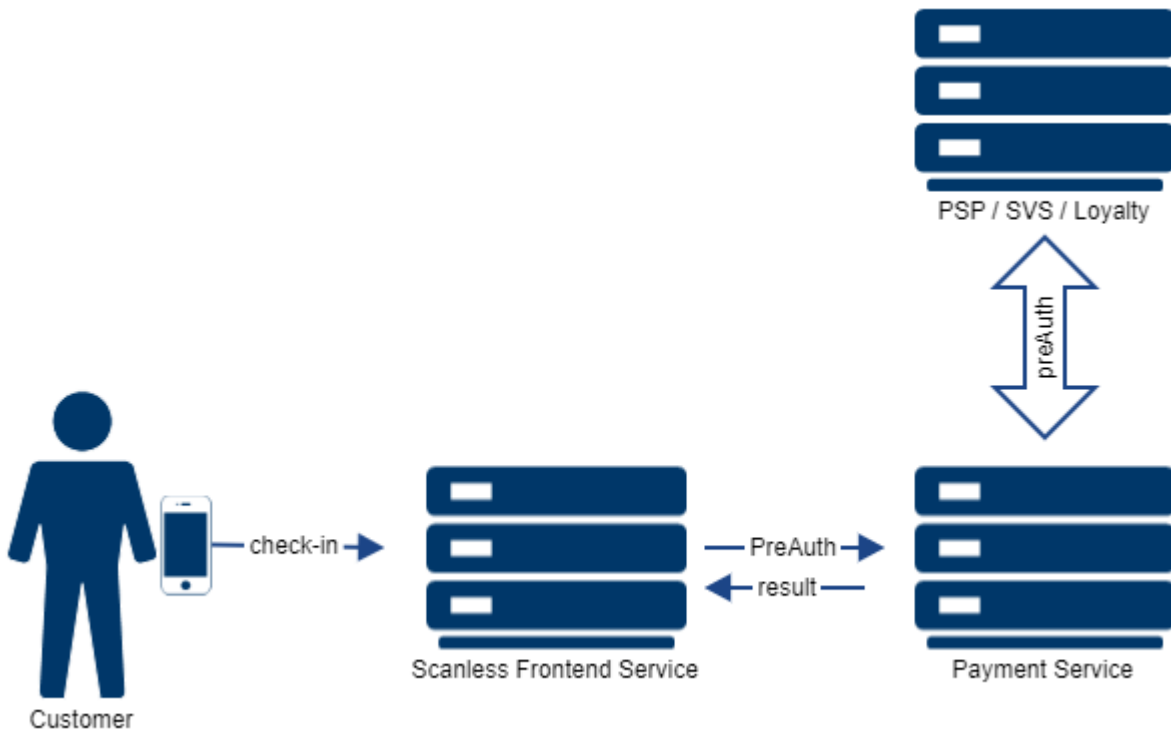 PSP / SVS / Loyalty
preAuth
check-in
PreAuth
result
Scanless Frontend Service
Payment Service
Customer